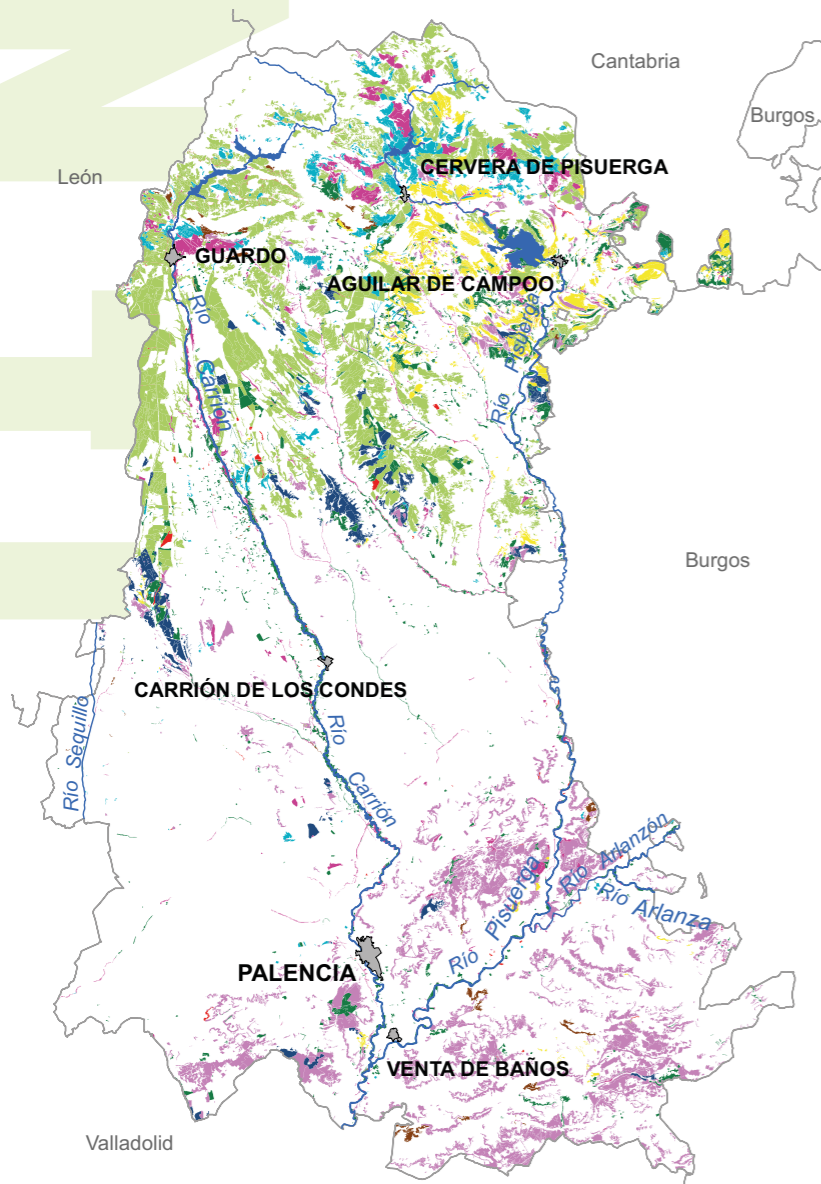 Cantabria
Burgos
León
CERVERA DE PISUERGA
GUARDO
AGUILAR DE CAMPOO
Río
Carrión
Río Pisuerga
Burgos
CARRIÓN DE LOS CONDES
Río Sequillo
Río
Carrión
Río Arlanzón
Río Arlanza
Río Pisuerga
PALENCIA
VENTA DE BAÑOS
Valladolid